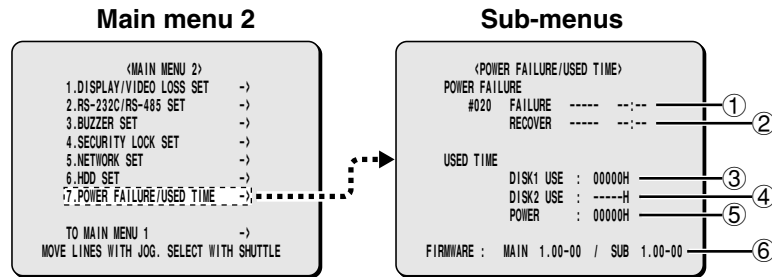 Main menu 2
<MAIN MENU 2>
1.DISPLAY/VIDEO LOSS SET ->
2.RS-232C/RS-485 SET ->
3.BUZZER SET ->
4.SECURITY LOCK SET ->
5.NETWORK SET ->
6.HDD SET ->
7.POWER FAILURE/USED TIME ->
TO MAIN MENU 1 ->
MOVE LINES WITH JOG. SELECT WITH SHUTTLE
Sub-menus
<POWER FAILURE/USED TIME>
POWER FAILURE
#020 FAILURE ----- --:-- ①
RECOVER ----- --:-- ②
USED TIME
DISK1 USE : 00000H ③
DISK2 USE : -----H ④
POWER : 00000H ⑤
FIRMWARE : MAIN 1.00-00 / SUB 1.00-00 ⑥